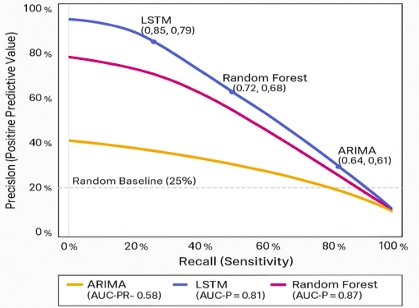 100 %
80 %
60 %
40 %
20 %
0 %
Precision (Positine Predictive Value)
LSTM
(0,85, 0,79)
Random Forest
(0.72, 0,68)
ARIMA
(0.64, 0,61)
Random Baseline (25%)
0 %
20 %
40 %
60 %
80 %
100 %
Recall (Sensitivity)
ARIMA
(AUC-PR- 0.58)
LSTM
(AUC-P = 0.81)
Random Forest
(AUC-P = 0.87)